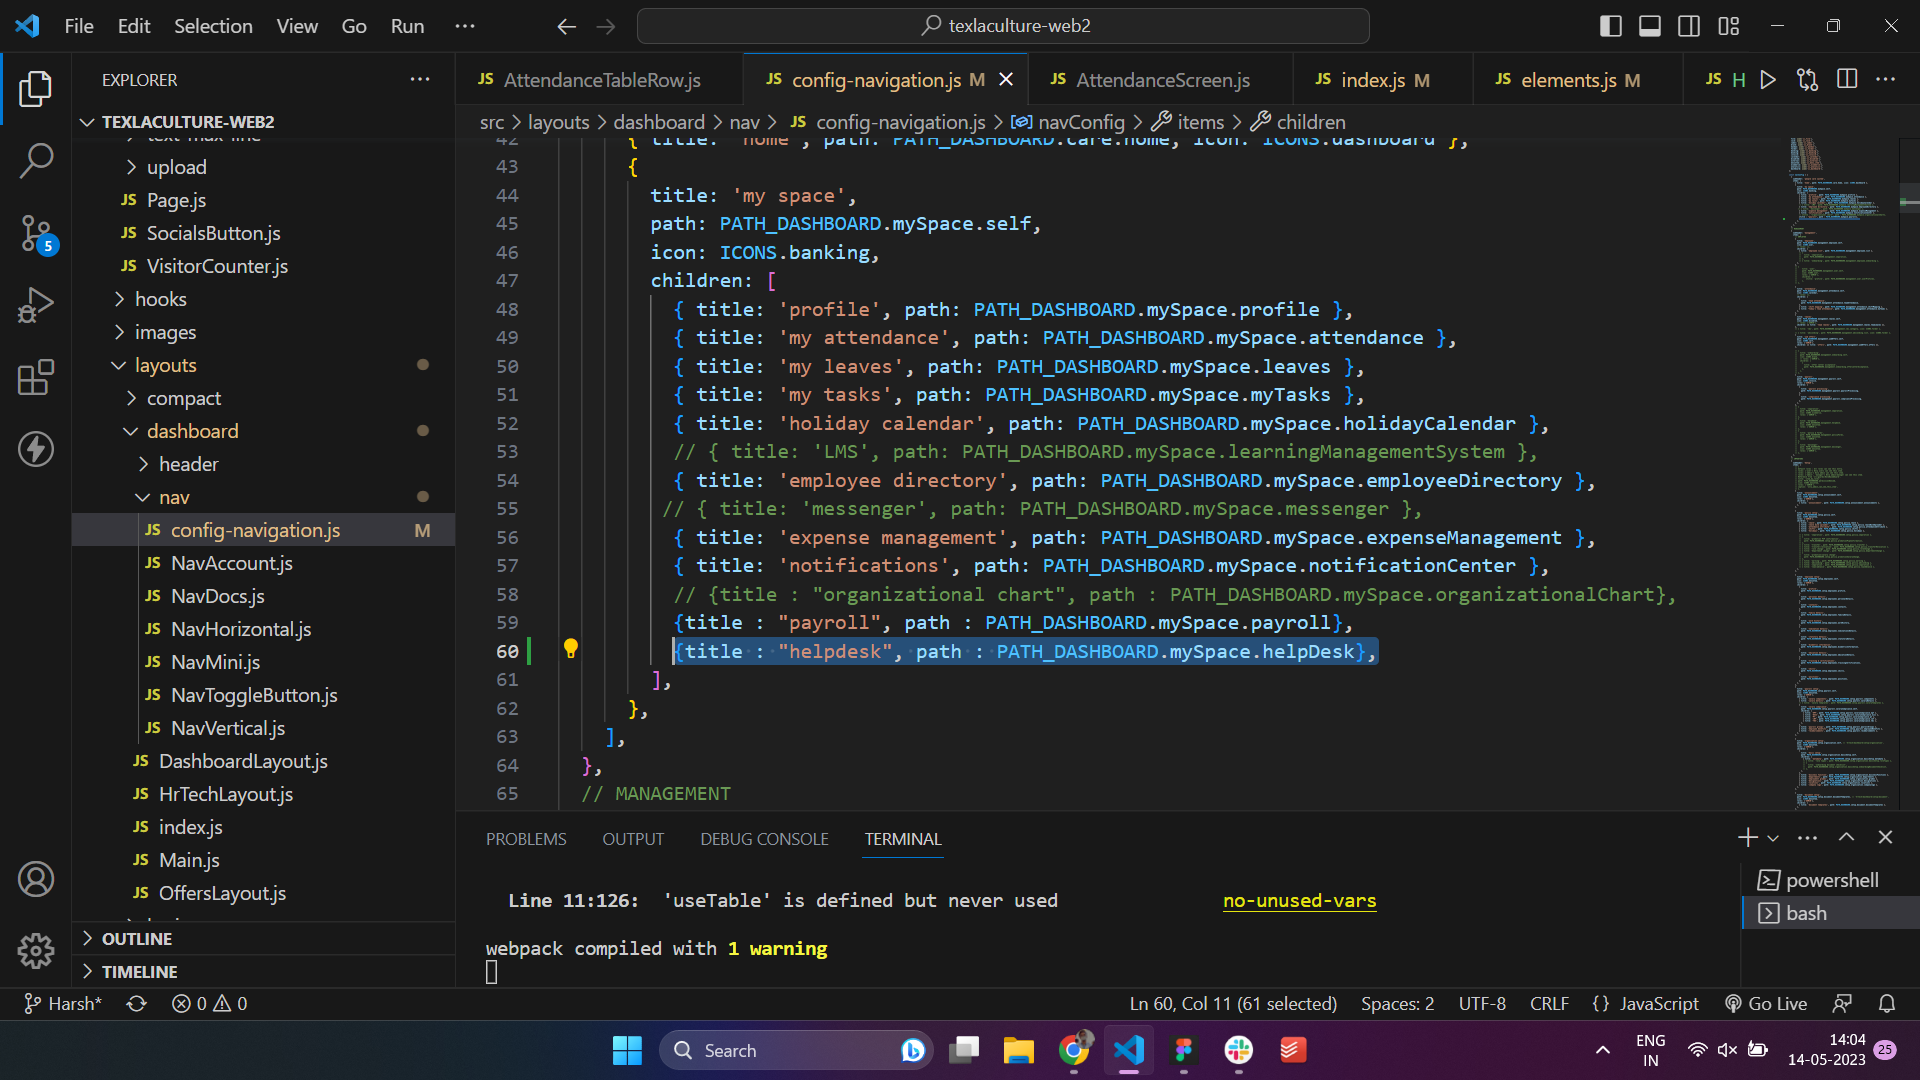 File Edit Selection View Go Run ···
texlaculture-web2
EXPLORER ···
TEXLACULTURE-WEB2
text-max-line
upload
JS Page.js
JS SocialsButton.js
JS VisitorCounter.js
hooks
images
layouts
compact
dashboard
header
nav
JS config-navigation.js M
JS NavAccount.js
JS NavDocs.js
JS NavHorizontal.js
JS NavMini.js
JS NavToggleButton.js
JS NavVertical.js
JS DashboardLayout.js
JS HrTechLayout.js
JS index.js
JS Main.js
JS OffersLayout.js
OUTLINE
TIMELINE
5
JS AttendanceTableRow.js JS config-navigation.js M JS AttendanceScreen.js JS index.js M JS elements.js M JS H
src > layouts > dashboard > nav > JS config-navigation.js > navConfig > items > children
42 { title: 'home', path: PATH_DASHBOARD.care.home, icon: ICONS.dashboard },
43 {
44 title: 'my space',
45 path: PATH_DASHBOARD.mySpace.self,
46 icon: ICONS.banking,
47 children: [
48 { title: 'profile', path: PATH_DASHBOARD.mySpace.profile },
49 { title: 'my attendance', path: PATH_DASHBOARD.mySpace.attendance },
50 { title: 'my leaves', path: PATH_DASHBOARD.mySpace.leaves },
51 { title: 'my tasks', path: PATH_DASHBOARD.mySpace.myTasks },
52 { title: 'holiday calendar', path: PATH_DASHBOARD.mySpace.holidayCalendar },
53 // { title: 'LMS', path: PATH_DASHBOARD.mySpace.learningManagementSystem },
54 { title: 'employee directory', path: PATH_DASHBOARD.mySpace.employeeDirectory },
55 // { title: 'messenger', path: PATH_DASHBOARD.mySpace.messenger },
56 { title: 'expense management', path: PATH_DASHBOARD.mySpace.expenseManagement },
57 { title: 'notifications', path: PATH_DASHBOARD.mySpace.notificationCenter },
58 // {title : "organizational chart", path : PATH_DASHBOARD.mySpace.organizationalChart},
59 {title : "payroll", path : PATH_DASHBOARD.mySpace.payroll},
60 {title : "helpdesk", path : PATH_DASHBOARD.mySpace.helpDesk},
61 ],
62 },
63 ],
64 },
65 // MANAGEMENT
PROBLEMS OUTPUT DEBUG CONSOLE TERMINAL
Line 11:126: 'useTable' is defined but never used no-unused-vars
webpack compiled with 1 warning
powershell
bash
Harsh* 0 0 Ln 60, Col 11 (61 selected) Spaces: 2 UTF-8 CRLF {} JavaScript Go Live
Search
ENG
IN
14:04
14-05-2023
25